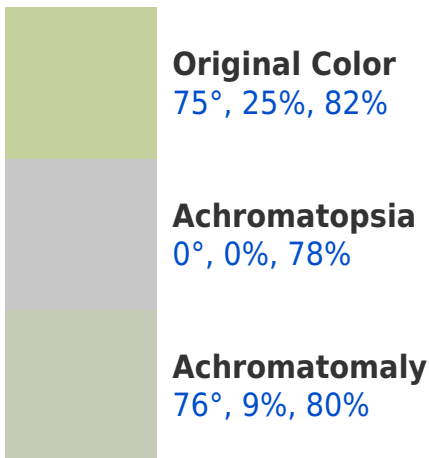 Original Color
75°, 25%, 82%
Achromatopsia
0°, 0%, 78%
Achromatomaly
76°, 9%, 80%